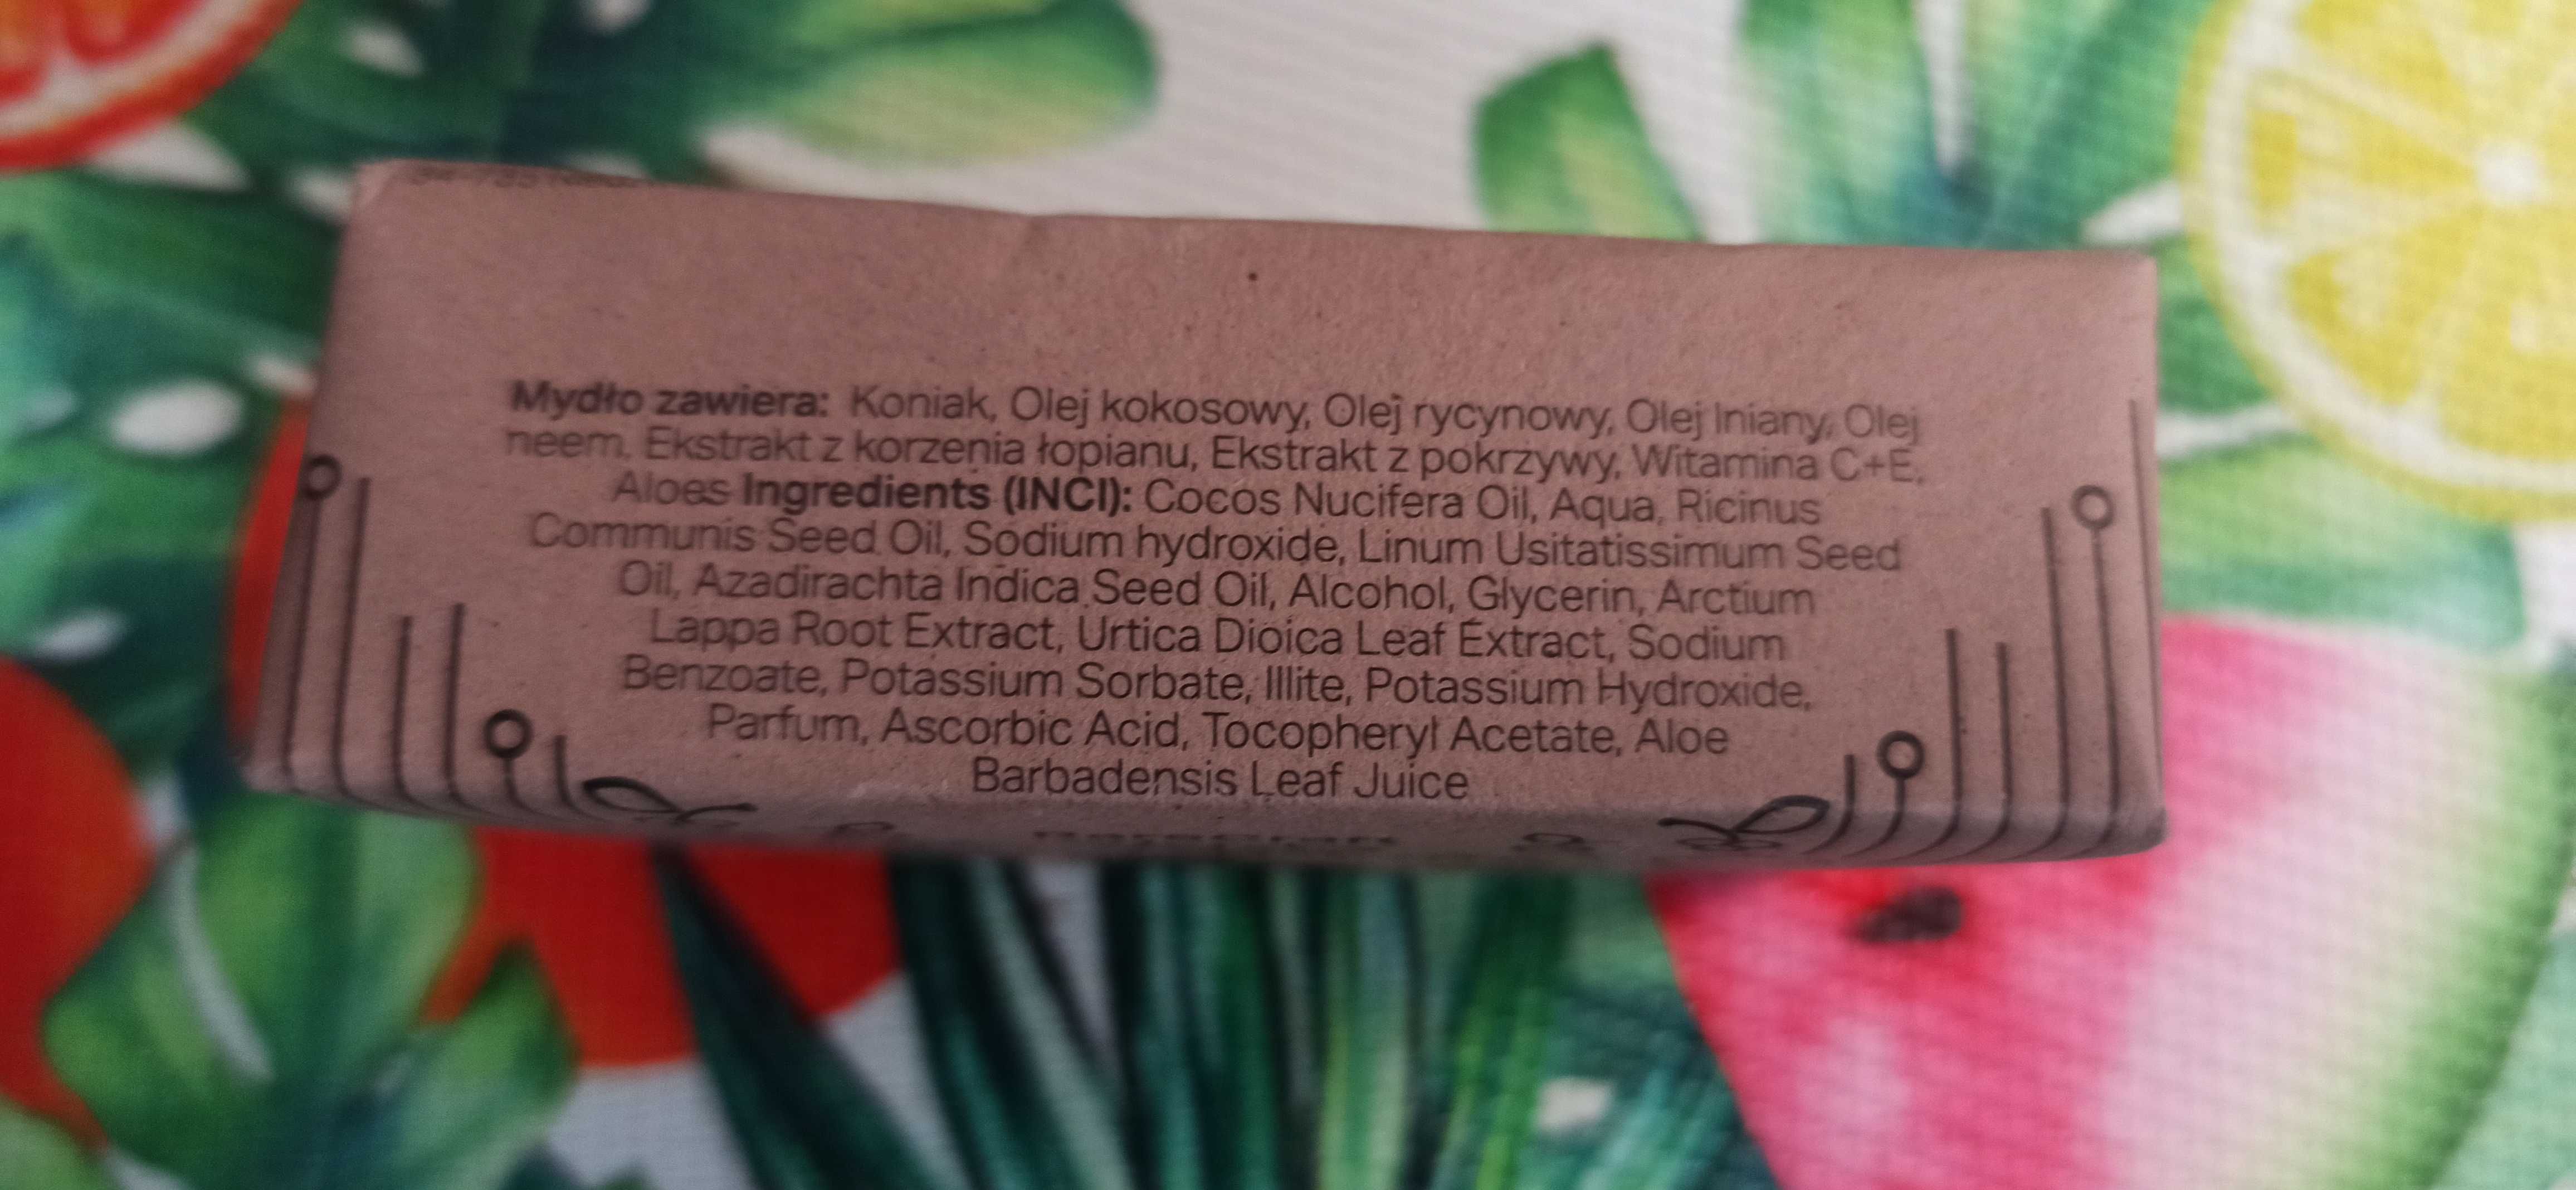 Mydło zawiera: Koniak, Olej kokosowy, Olej rycynowy, Olej lniany, Olej
neem, Ekstrakt z korzenia łopianu, Ekstrakt z pokrzywy, Witamina C+E,
Aloes Ingredients (INCI): Cocos Nucifera Oil, Aqua, Ricinus
Communis Seed Oil, Sodium hydroxide, Linum Usitatissimum Seed
Oil, Azadirachta Indica Seed Oil, Alcohol, Glycerin, Arctium
Lappa Root Extract, Urtica Dioica Leaf Extract, Sodium
Benzoate, Potassium Sorbate, Illite, Potassium Hydroxide,
Parfum, Ascorbic Acid, Tocopheryl Acetate, Aloe
Barbadensis Leaf Juice